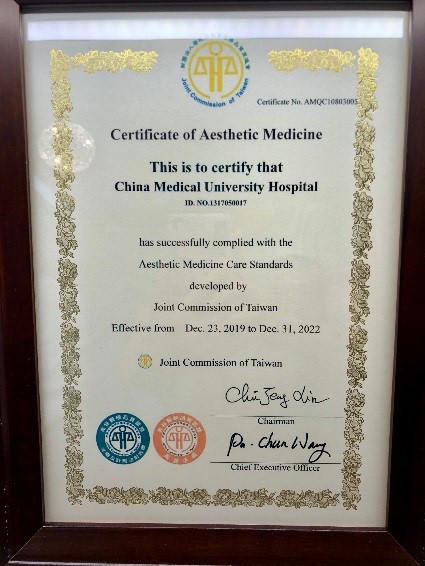 Joint Commission of Taiwan
Certificate No. AMQC10803005
Certificate of Aesthetic Medicine
This is to certify that
China Medical University Hospital
ID. NO.1317050017
has successfully complied with the
Aesthetic Medicine Care Standards
developed by
Joint Commission of Taiwan
Effective from Dec. 23, 2019 to Dec. 31, 2022
Joint Commission of Taiwan
Chairman
Chief Executive Officer